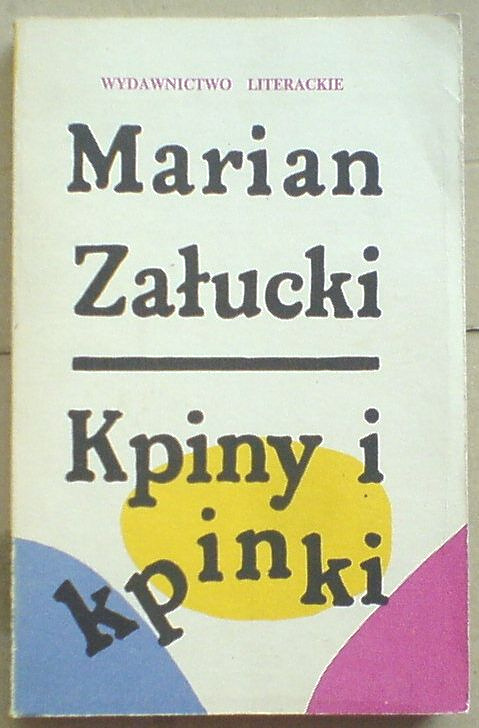 WYDAWNICTWO LITERACKIE
Marian
Załucki
Kpiny i
kpinki